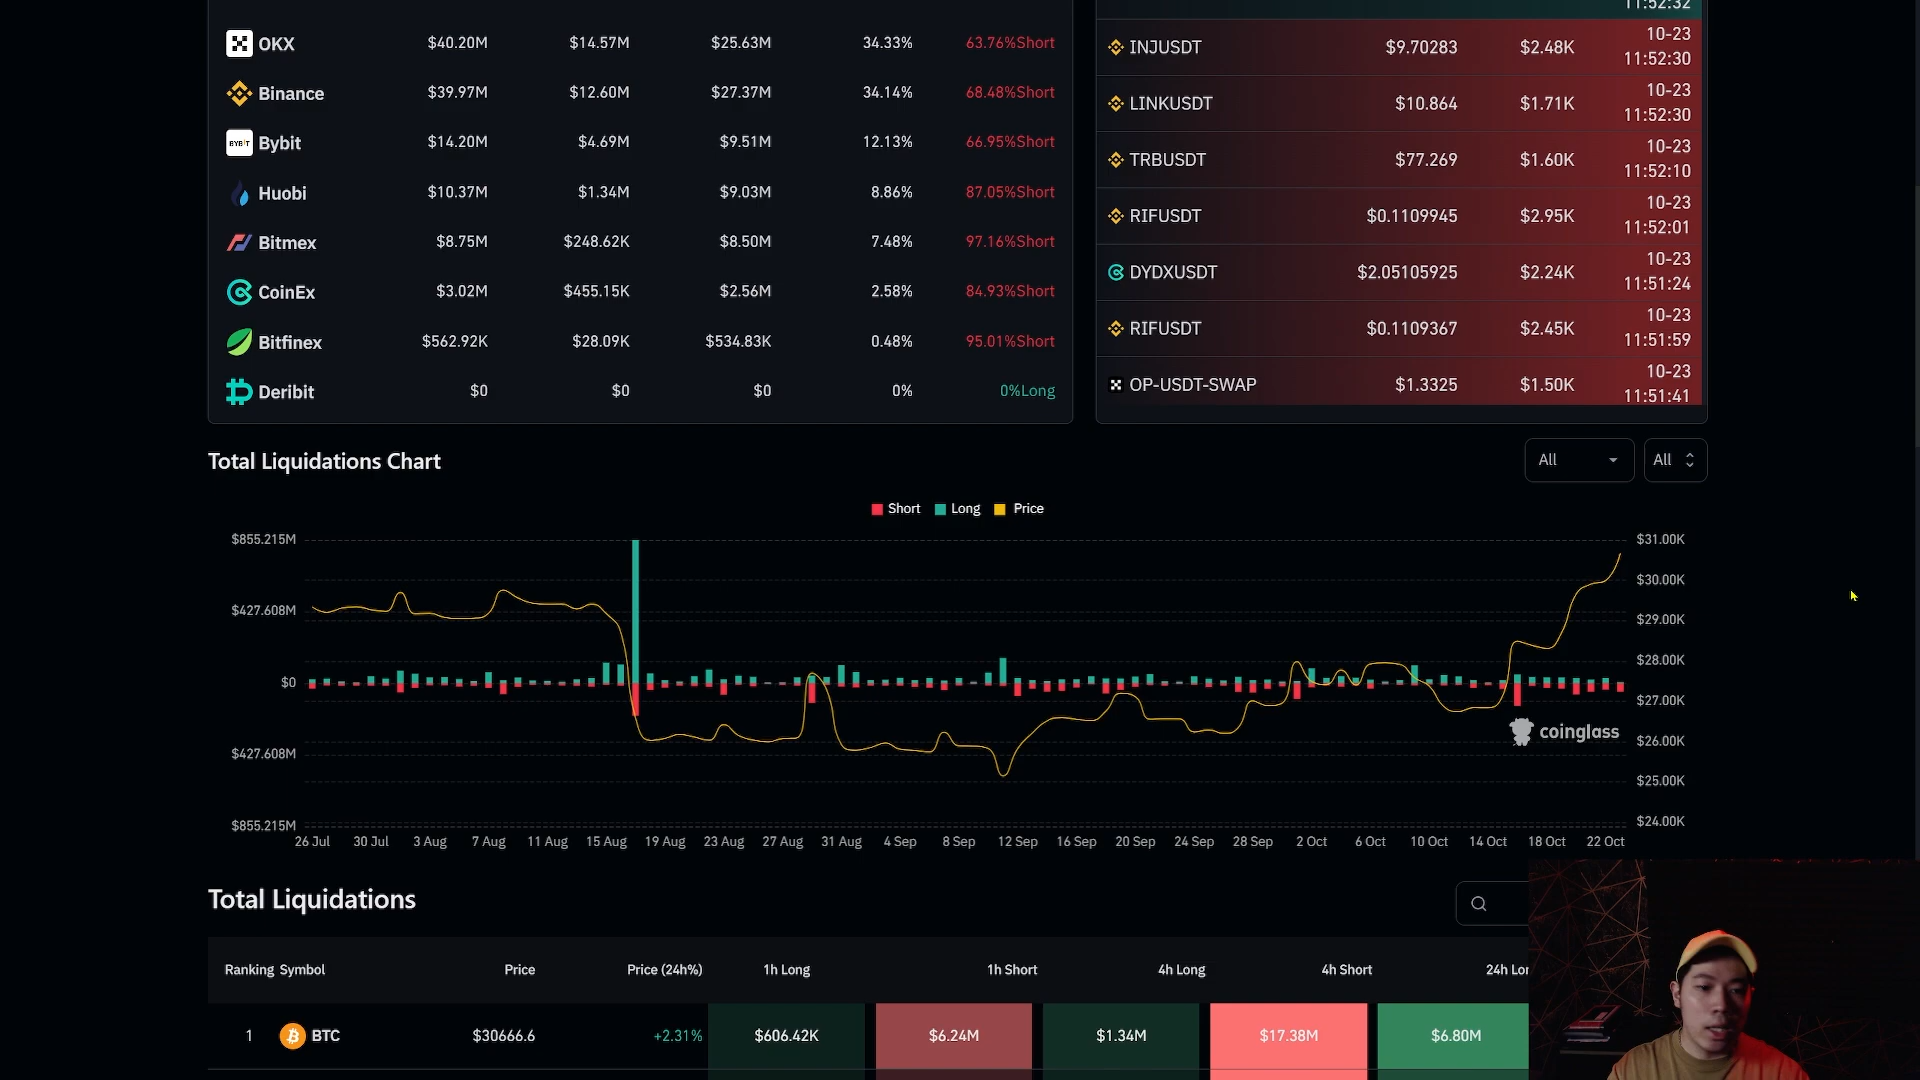 11:52:32
OKX $40.20M $14.57M $25.63M 34.33% 63.76%Short
Binance $39.97M $12.60M $27.37M 34.14% 68.48%Short
BYBIT Bybit $14.20M $4.69M $9.51M 12.13% 66.95%Short
Huobi $10.37M $1.34M $9.03M 8.86% 87.05%Short
Bitmex $8.75M $248.62K $8.50M 7.48% 97.16%Short
CoinEx $3.02M $455.15K $2.56M 2.58% 84.93%Short
Bitfinex $562.92K $28.09K $534.83K 0.48% 95.01%Short
Deribit $0 $0 $0 0% 0%Long
INJUSDT $9.70283 $2.48K 10-23
11:52:30
LINKUSDT $10.864 $1.71K 10-23
11:52:30
TRBUSDT $77.269 $1.60K 10-23
11:52:10
RIFUSDT $0.1109945 $2.95K 10-23
11:52:01
DYDXUSDT $2.05105925 $2.24K 10-23
11:51:24
RIFUSDT $0.1109367 $2.45K 10-23
11:51:59
OP-USDT-SWAP $1.3325 $1.50K 10-23
11:51:41
Total Liquidations Chart
All All
Short Long Price
$855.215M
$427.608M
$0
$427.608M
$855.215M
$31.00K
$30.00K
$29.00K
$28.00K
$27.00K
$26.00K
$25.00K
$24.00K
coinglass
26 Jul 30 Jul 3 Aug 7 Aug 11 Aug 15 Aug 19 Aug 23 Aug 27 Aug 31 Aug 4 Sep 8 Sep 12 Sep 16 Sep 20 Sep 24 Sep 28 Sep 2 Oct 6 Oct 10 Oct 14 Oct 18 Oct 22 Oct
Total Liquidations
Ranking Symbol Price Price (24h%) 1h Long 1h Short 4h Long 4h Short 24h Lon
1 BTC $30666.6 +2.31% $606.42K $6.24M $1.34M $17.38M $6.80M